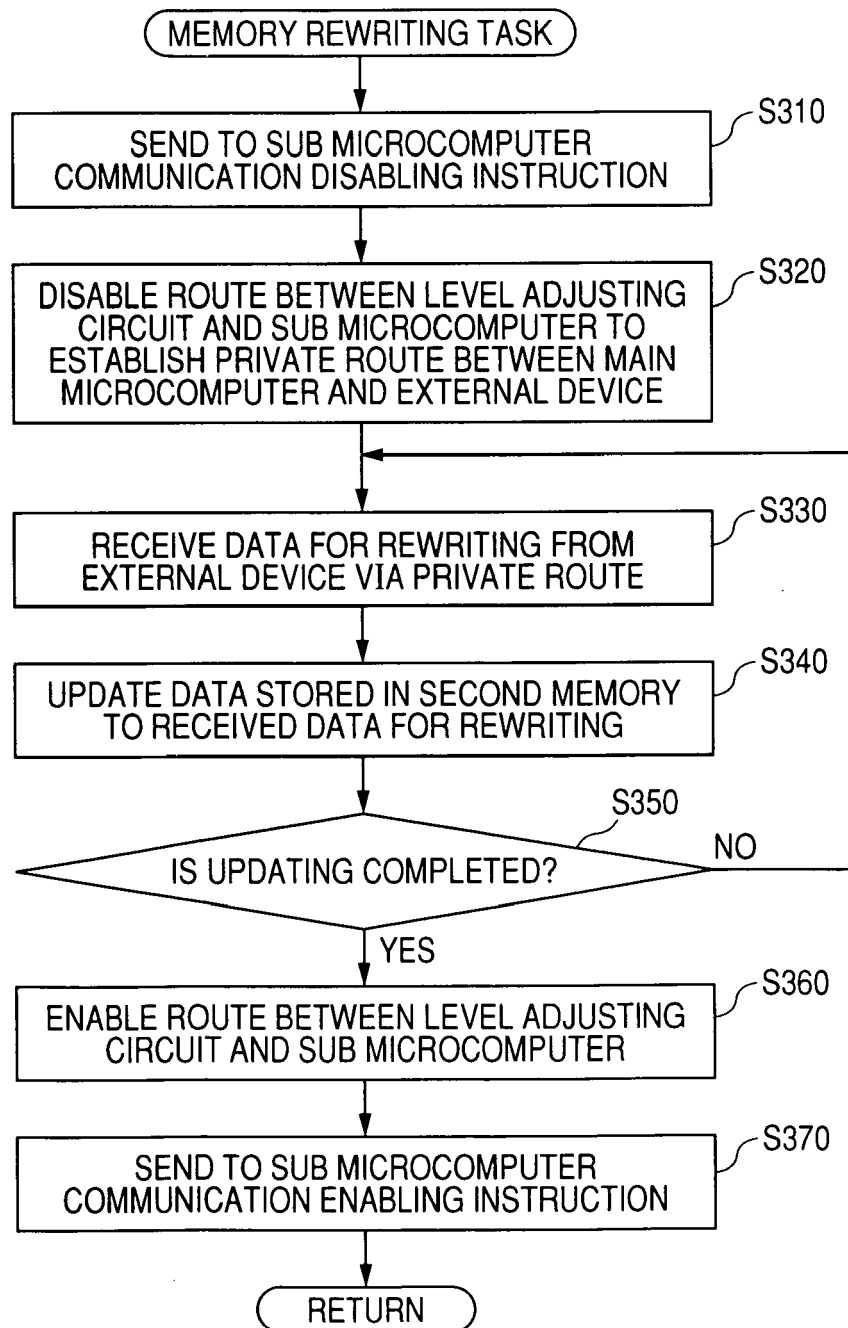 MEMORY REWRITING TASK
S310
SEND TO SUB MICROCOMPUTER
COMMUNICATION DISABLING INSTRUCTION
S320
DISABLE ROUTE BETWEEN LEVEL ADJUSTING
CIRCUIT AND SUB MICROCOMPUTER TO
ESTABLISH PRIVATE ROUTE BETWEEN MAIN
MICROCOMPUTER AND EXTERNAL DEVICE
S330
RECEIVE DATA FOR REWRITING FROM
EXTERNAL DEVICE VIA PRIVATE ROUTE
S340
UPDATE DATA STORED IN SECOND MEMORY
TO RECEIVED DATA FOR REWRITING
S350
IS UPDATING COMPLETED?
NO
YES
S360
ENABLE ROUTE BETWEEN LEVEL ADJUSTING
CIRCUIT AND SUB MICROCOMPUTER
S370
SEND TO SUB MICROCOMPUTER
COMMUNICATION ENABLING INSTRUCTION
RETURN